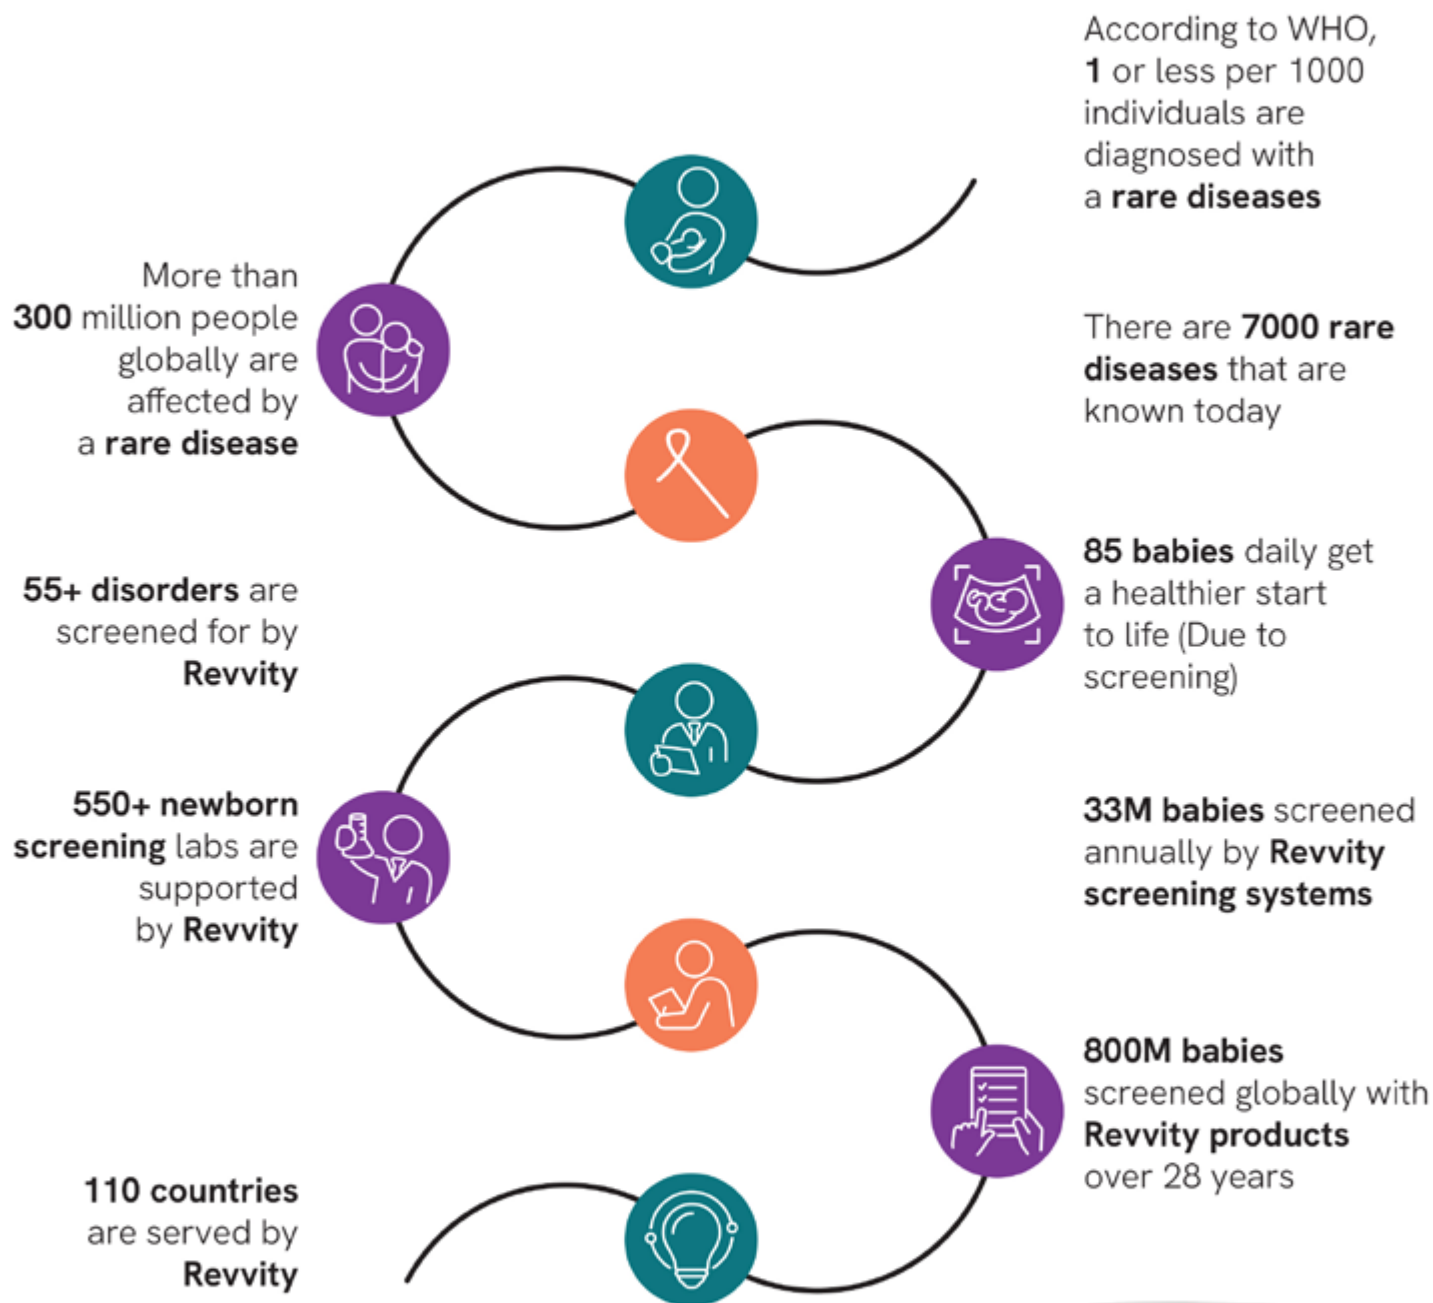 According to WHO,
1 or less per 1000
individuals are
diagnosed with
a rare diseases
More than
300 million people
globally are
affected by
a rare disease
There are 7000 rare
diseases that are
known today
85 babies daily get
a healthier start
to life (Due to
screening)
55+ disorders are
screened for by
Revvity
550+ newborn
screening labs are
supported
by Revvity
33M babies screened
annually by Revvity
screening systems
800M babies
screened globally with
Revvity products
over 28 years
110 countries
are served by
Revvity